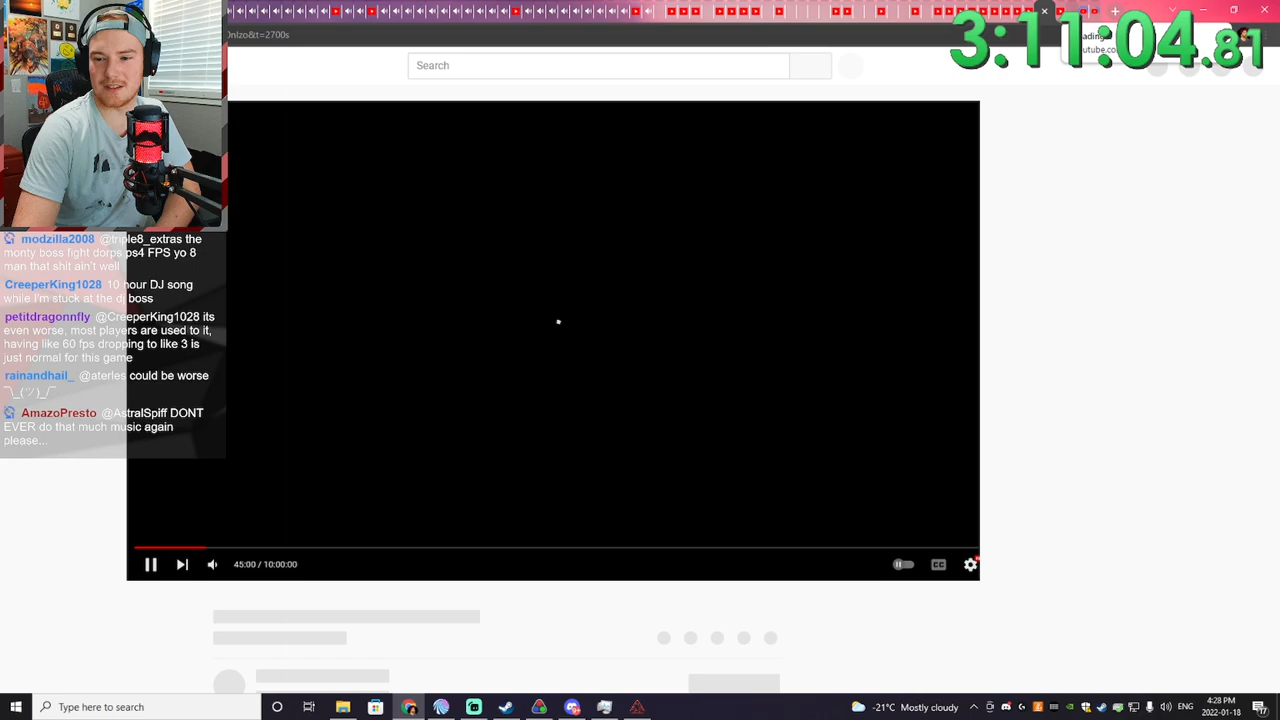 0nIzo&t=2700s
3:11:04.81
Search
modzilla2008 @triple8_extras the
monty boss fight dorps ps4 FPS yo 8
man that shit ain't well
CreeperKing1028 10 hour DJ song
while I'm stuck at the dj boss
petitdragonnfly @CreeperKing1028 its
even worse, most players are used to it,
having like 60 fps dropping to like 3 is
just normal for this game
rainandhail_ @aterles could be worse
¯\_(ツ)_/¯
AmazoPresto @AstralSpiff DONT
EVER do that much music again
please...
45:00 / 10:00:00
CC
Type here to search
-21°C Mostly cloudy
ENG
4:28 PM
2022-01-18
17